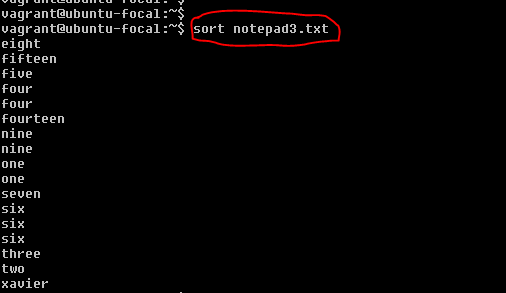 vagrant@ubuntu-focal:~$
vagrant@ubuntu-focal:~$
vagrant@ubuntu-focal:~$ sort notepad3.txt
eight
fifteen
five
four
four
fourteen
nine
nine
one
one
seven
six
six
six
three
two
xavier